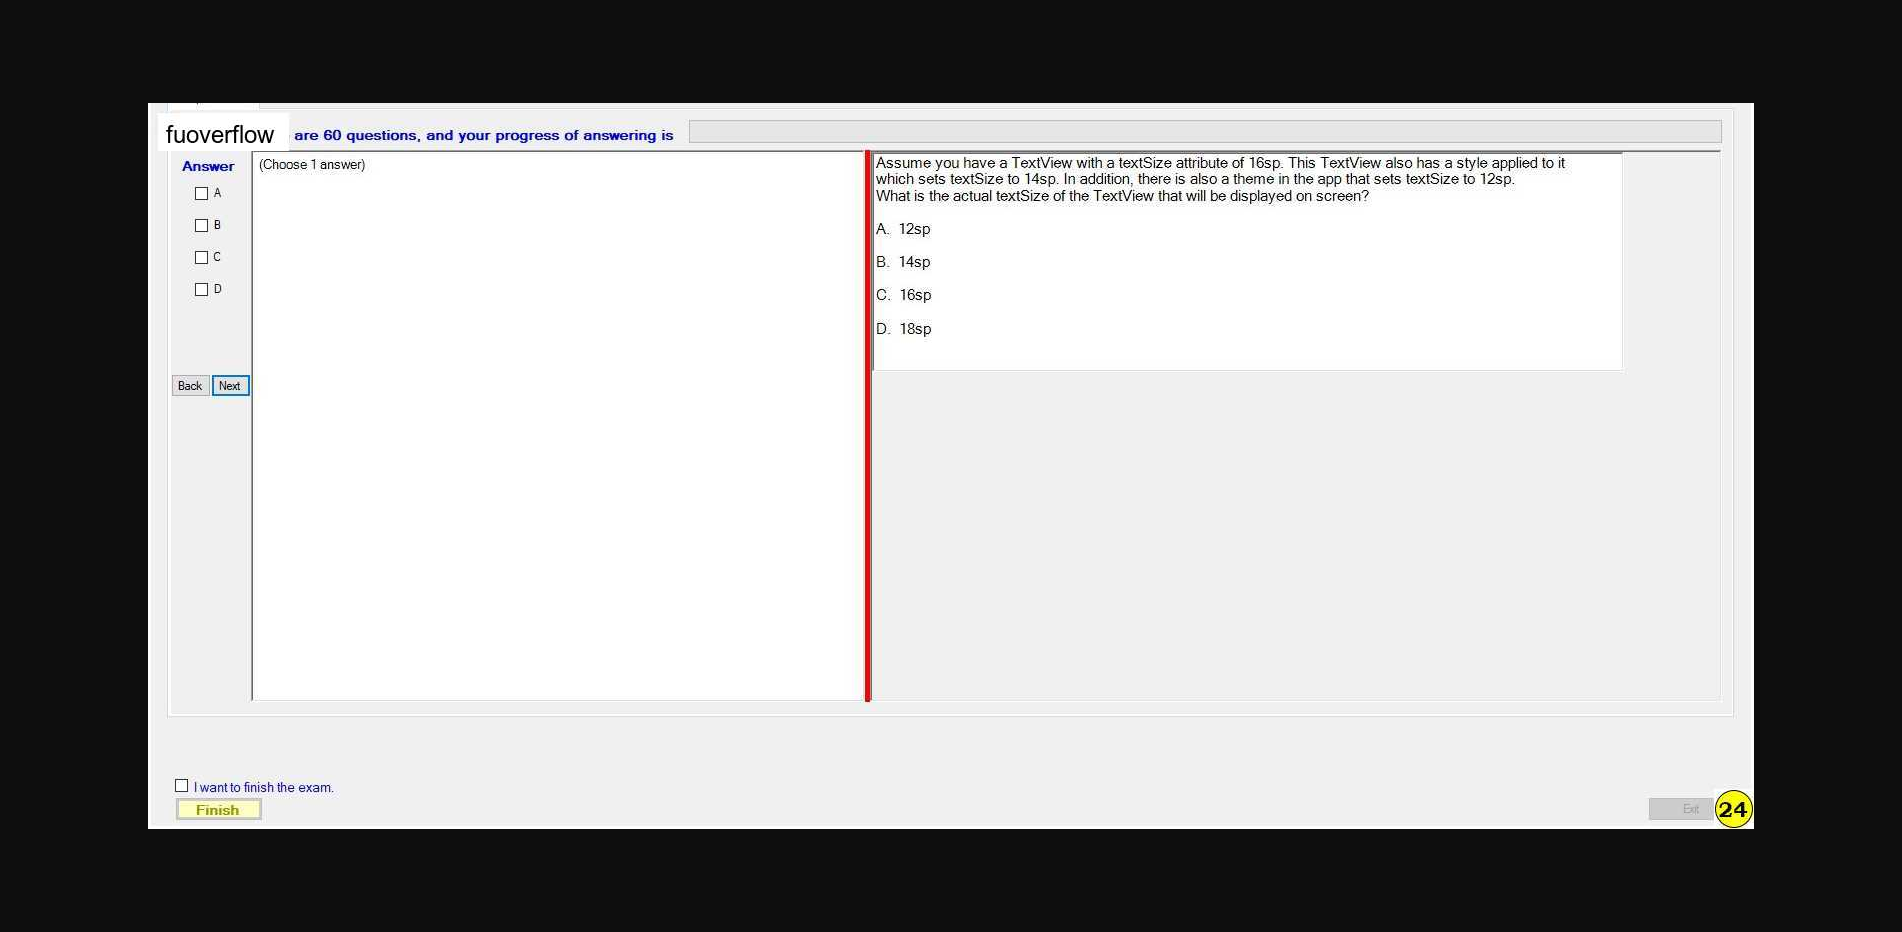 fuoverflow are 60 questions, and your progress of answering is
Answer
A
B
C
D
Back Next
(Choose 1 answer)
Assume you have a TextView with a textSize attribute of 16sp. This TextView also has a style applied to it
which sets textSize to 14sp. In addition, there is also a theme in the app that sets textSize to 12sp.
What is the actual textSize of the TextView that will be displayed on screen?
A. 12sp
B. 14sp
C. 16sp
D. 18sp
I want to finish the exam.
Finish
Exit 24